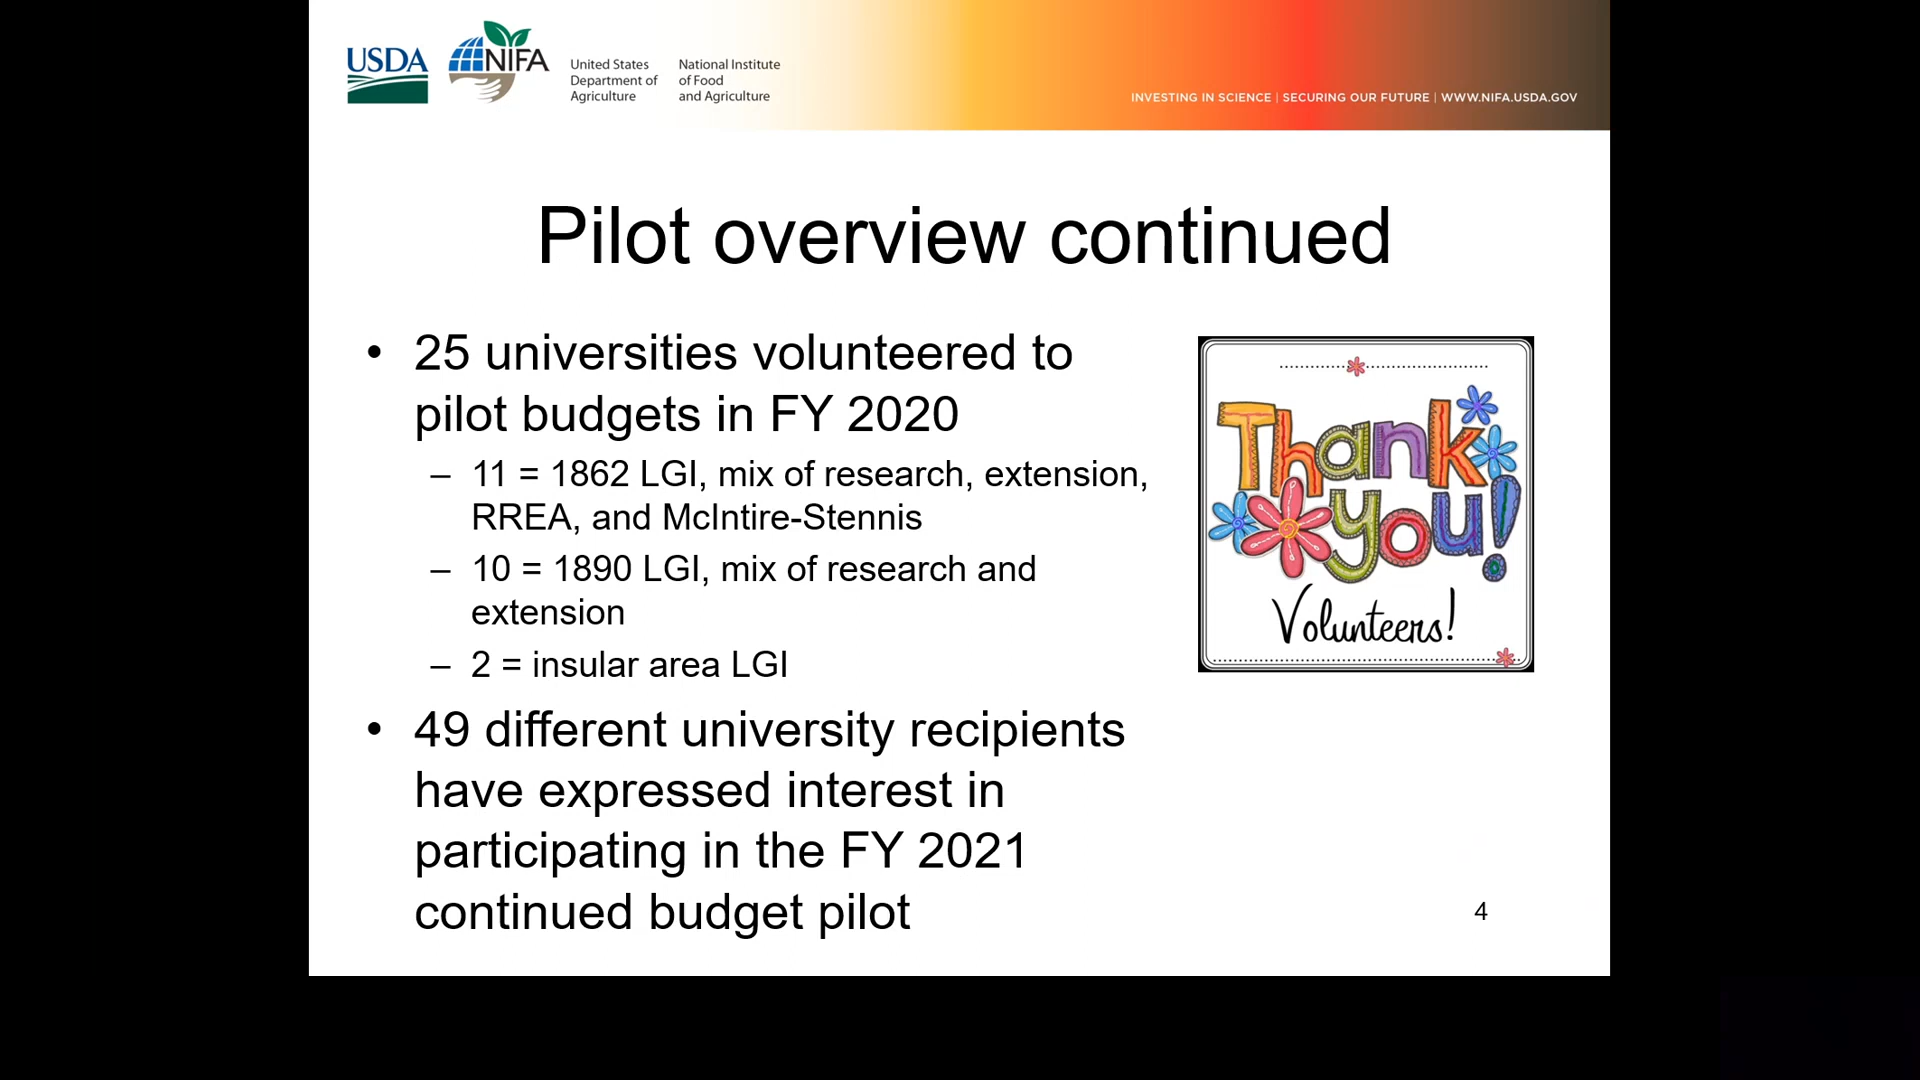 USDA
NIFA
United States
Department of
Agriculture
National Institute
of Food
and Agriculture
INVESTING IN SCIENCE | SECURING OUR FUTURE | WWW.NIFA.USDA.GOV
Pilot overview continued
• 25 universities volunteered to
pilot budgets in FY 2020
– 11 = 1862 LGI, mix of research, extension,
RREA, and McIntire-Stennis
– 10 = 1890 LGI, mix of research and
extension
– 2 = insular area LGI
• 49 different university recipients
have expressed interest in
participating in the FY 2021
continued budget pilot
Thank
you!
Volunteers!
4